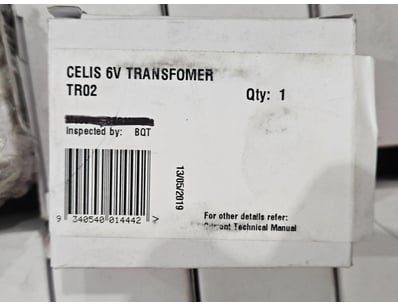 CELIS 6V TRANSFOMER
TR02
Qty: 1
Inspected by: BQT
13/05/2019
9 340540 014442
For other details refer:
Technical Manual